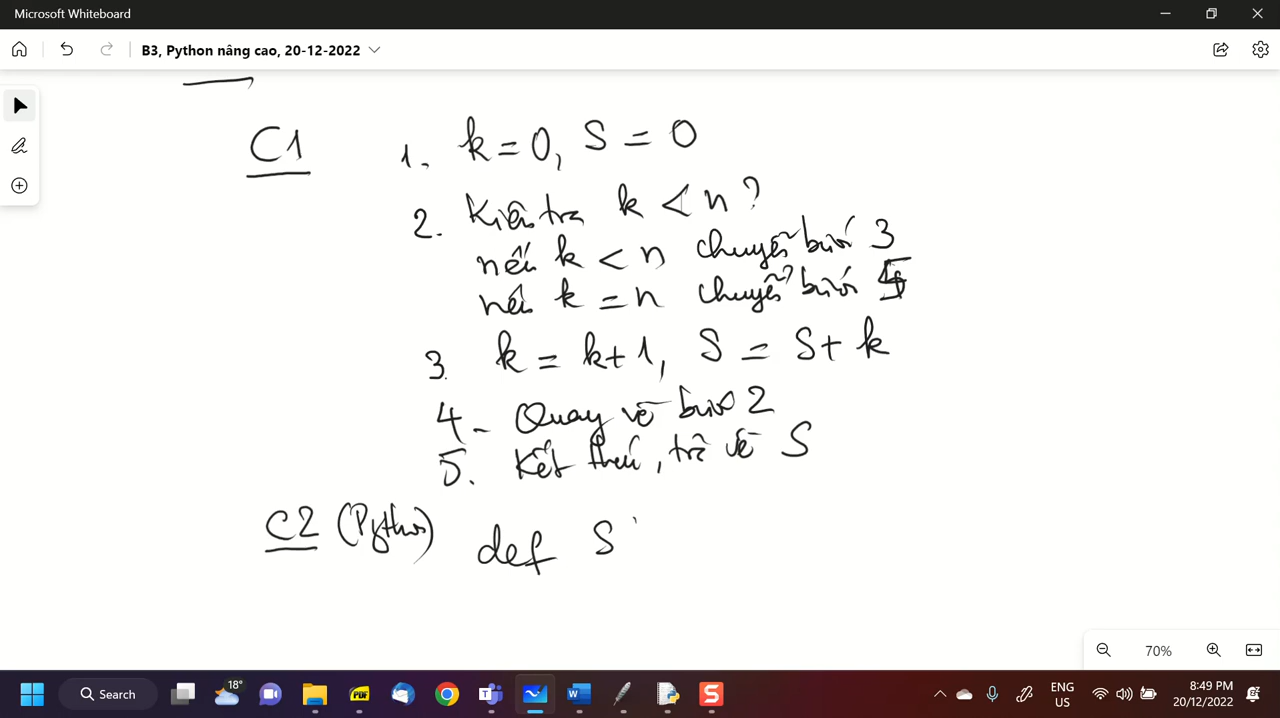 Microsoft Whiteboard
B3, Python nâng cao, 20-12-2022
C1
1. k = 0, S = 0
2. Kiểm tra k < n?
nếu k < n chuyển bước 3
nếu k = n chuyển bước 5
3. k = k+1, S = S + k
4 - Quay về bước 2
5. Kết thúc, trả về S
C2 (Python) def S
70%
18°
Search
PDF
W
S
ENG
US
8:49 PM
20/12/2022